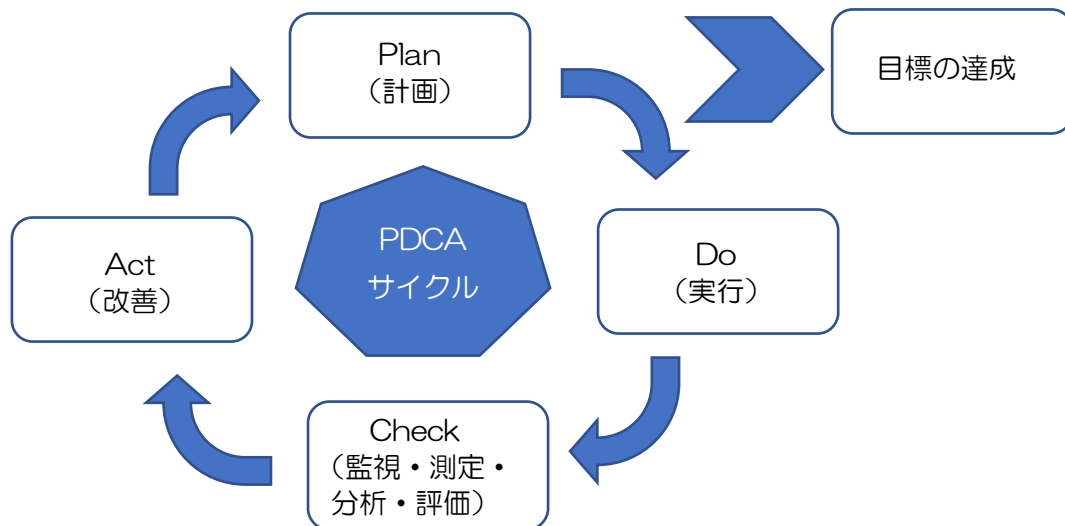 Plan
（計画）
目標の達成
PDCA
サイクル
Do
（実行）
Act
（改善）
Check
（監視・測定・
分析・評価）